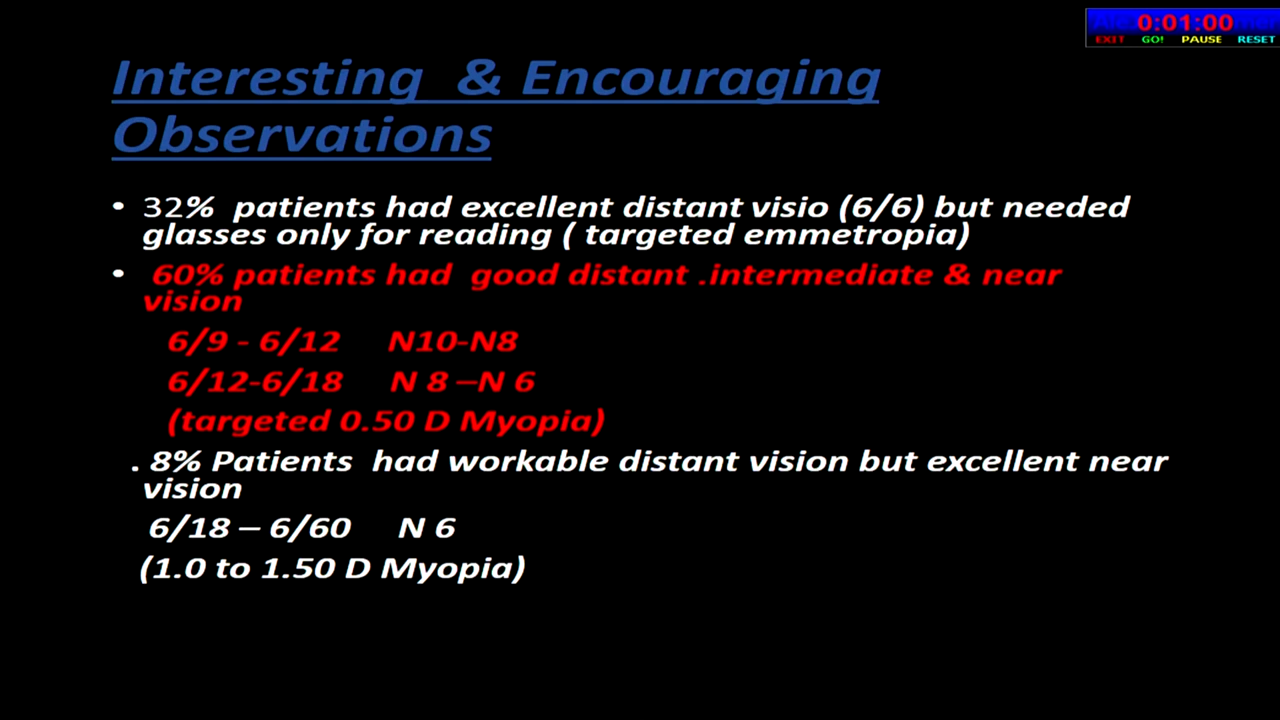 0:01:00
EXIT GO! PAUSE RESET
Interesting & Encouraging
Observations
• 32% patients had excellent distant visio (6/6) but needed
glasses only for reading ( targeted emmetropia)
• 60% patients had good distant .intermediate & near
vision
6/9 - 6/12 N10-N8
6/12-6/18 N 8 –N 6
(targeted 0.50 D Myopia)
. 8% Patients had workable distant vision but excellent near
vision
6/18 – 6/60 N 6
(1.0 to 1.50 D Myopia)